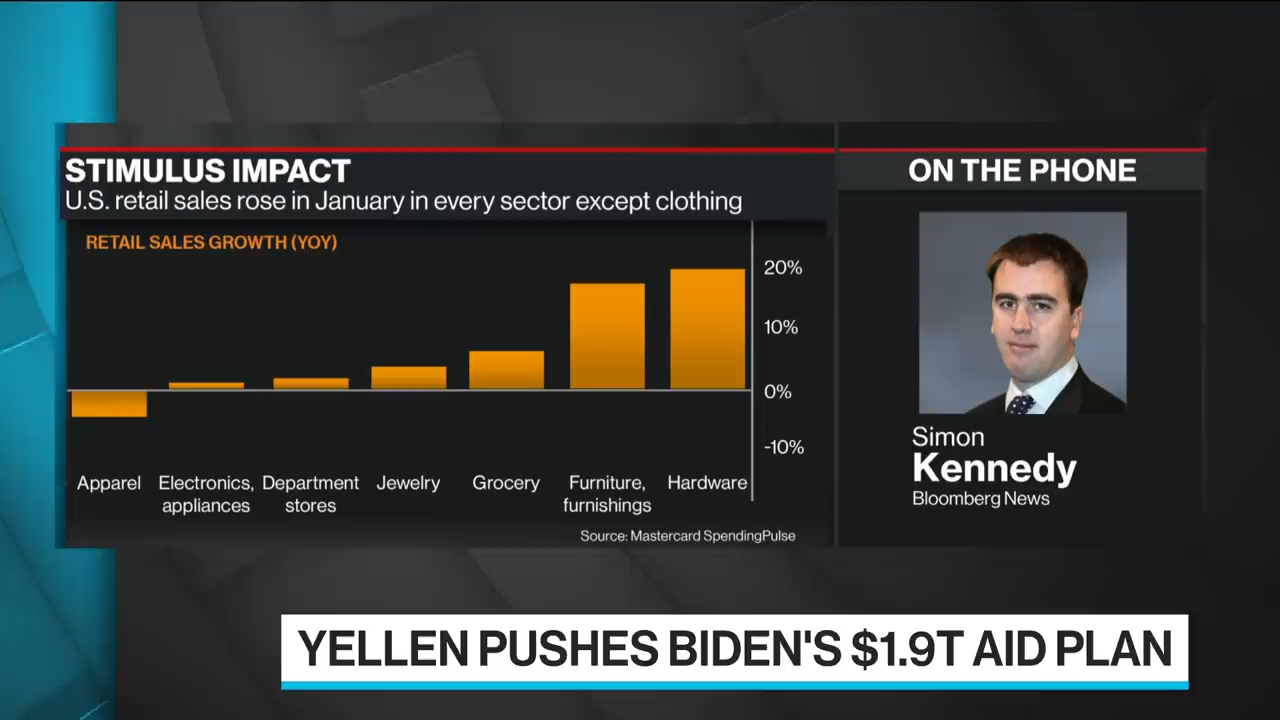 STIMULUS IMPACT
U.S. retail sales rose in January in every sector except clothing
RETAIL SALES GROWTH (YOY)
20%
10%
0%
-10%
Apparel
Electronics,
appliances
Department
stores
Jewelry
Grocery
Furniture,
furnishings
Hardware
Source: Mastercard SpendingPulse
ON THE PHONE
Simon
Kennedy
Bloomberg News
YELLEN PUSHES BIDEN'S $1.9T AID PLAN